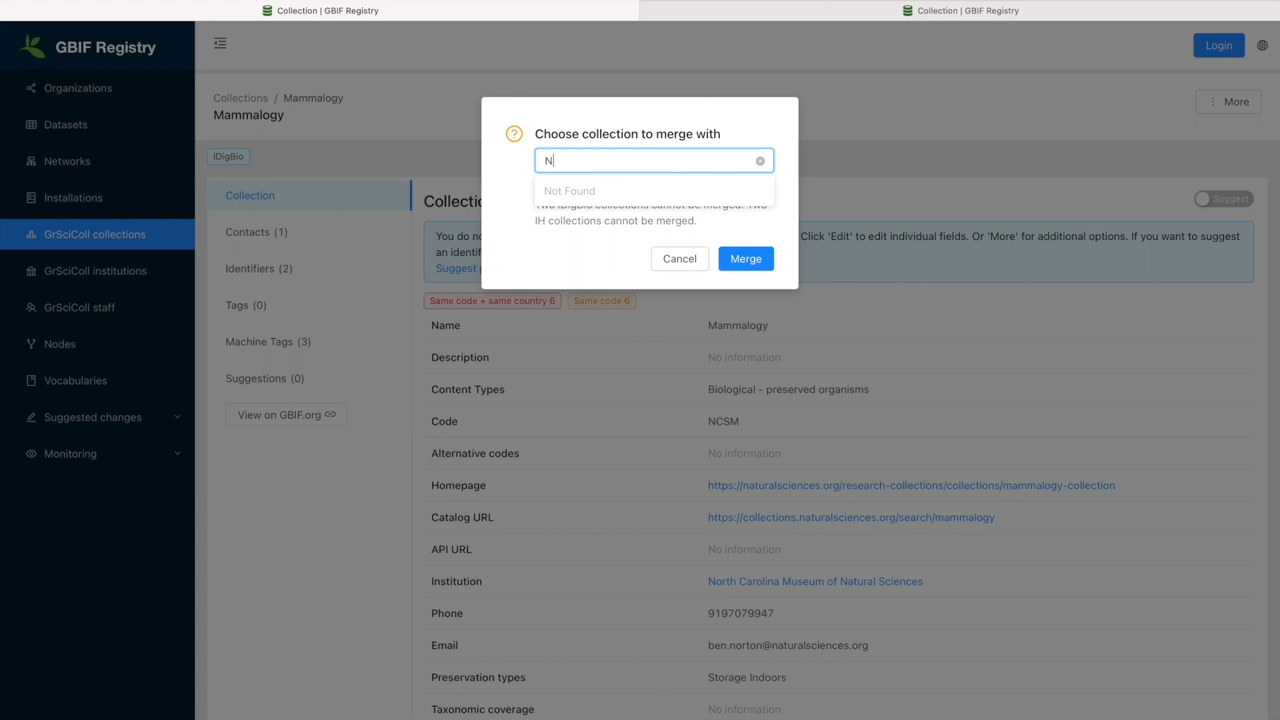 Collection | GBIF Registry
Collection | GBIF Registry
GBIF Registry
Login
Organizations
Datasets
Networks
Installations
GrSciColl collections
GrSciColl institutions
GrSciColl staff
Nodes
Vocabularies
Suggested changes
Monitoring
Collections / Mammalogy
Mammalogy
More
iDigBio
Collection
Contacts (1)
Identifiers (2)
Tags (0)
Machine Tags (3)
Suggestions (0)
View on GBIF.org
Choose collection to merge with
N
Not Found
Two iDigBio collections cannot be merged. Two
IH collections cannot be merged.
Cancel
Merge
Collectio
Suggest
You do no
Click 'Edit' to edit individual fields. Or 'More' for additional options. If you want to suggest
an identif
Suggest
Same code + same country 6
Same code 6
Name Mammalogy
Description No information
Content Types Biological - preserved organisms
Code NCSM
Alternative codes No information
Homepage https://naturalsciences.org/research-collections/collections/mammalogy-collection
Catalog URL https://collections.naturalsciences.org/search/mammalogy
API URL No information
Institution North Carolina Museum of Natural Sciences
Phone 9197079947
Email ben.norton@naturalsciences.org
Preservation types Storage Indoors
Taxonomic coverage No information